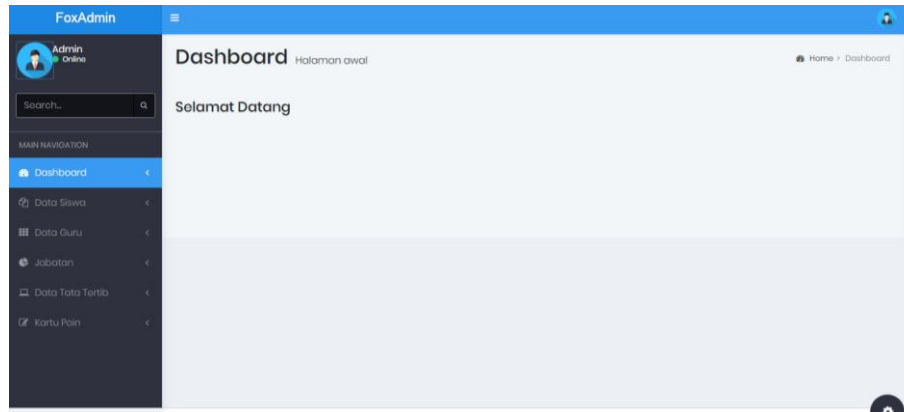 FoxAdmin
Admin
Online
Search...
MAIN NAVIGATION
Dashboard
Data Siswa
Data Guru
Jabatan
Data Tata Tertib
Kartu Poin
Dashboard Halaman awal
Home > Dashboard
Selamat Datang